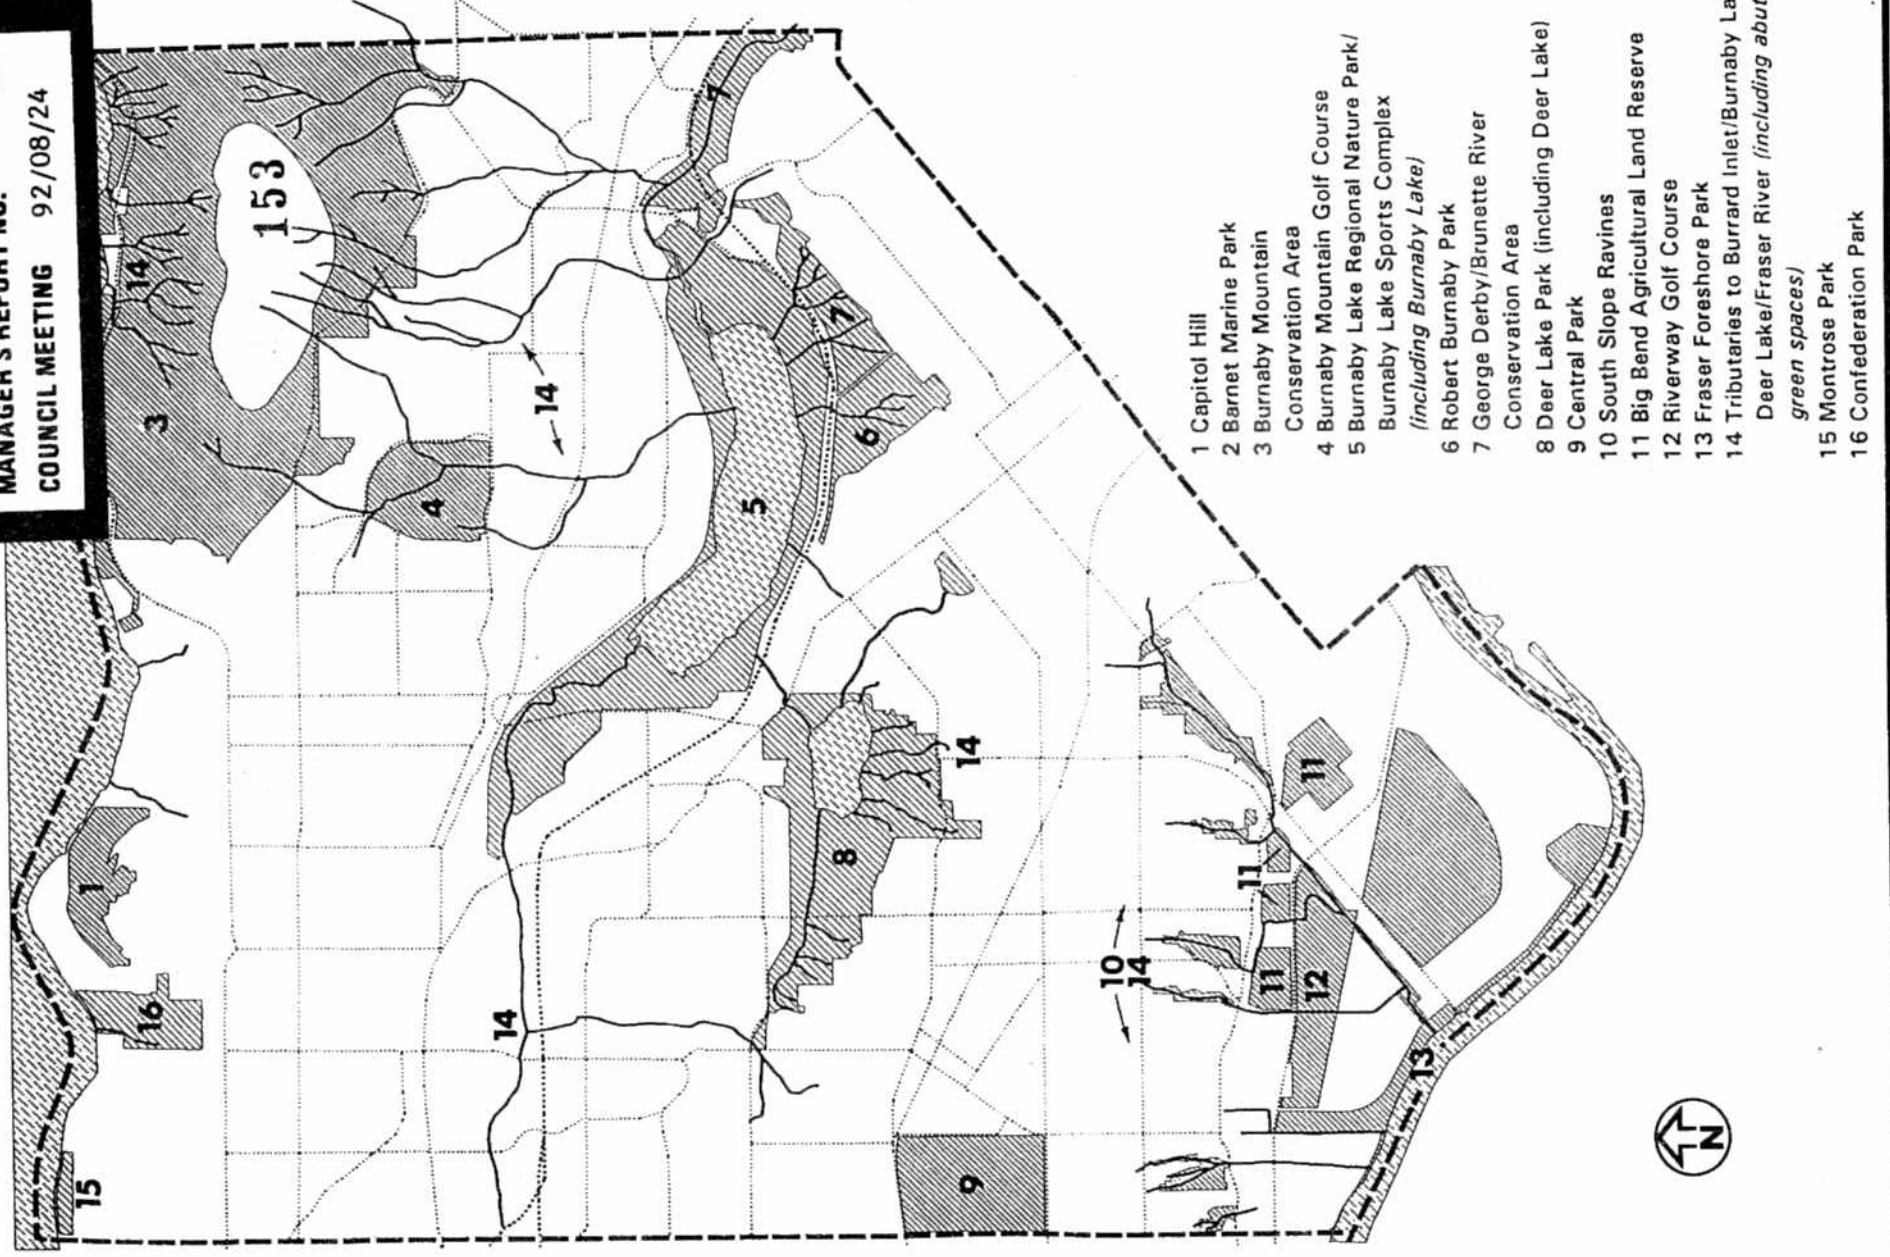 MANAGER'S REPORT NO.
COUNCIL MEETING 92/08/24
153
14
3
14
4
7
7
6
5
1
16
15
14
8
14
9
10
14
11
11
11
12
13
N
1 Capitol Hill
2 Barnet Marine Park
3 Burnaby Mountain
Conservation Area
4 Burnaby Mountain Golf Course
5 Burnaby Lake Regional Nature Park/
Burnaby Lake Sports Complex
(including Burnaby Lake)
6 Robert Burnaby Park
7 George Derby/Brunette River
Conservation Area
8 Deer Lake Park (including Deer Lake)
9 Central Park
10 South Slope Ravines
11 Big Bend Agricultural Land Reserve
12 Riverway Golf Course
13 Fraser Foreshore Park
14 Tributaries to Burrard Inlet/Burnaby
Deer Lake/Fraser River (including
green spaces)
15 Montrose Park
16 Confederation Park